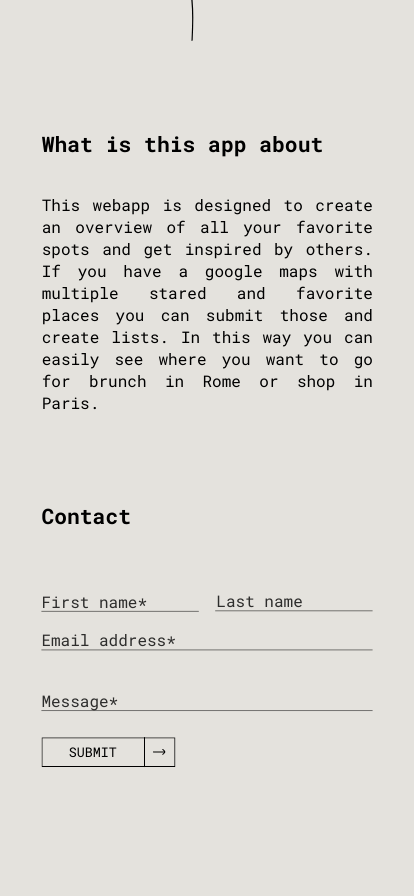 What is this app about
This webapp is designed to create
an overview of all your favorite
spots and get inspired by others.
If you have a google maps with
multiple stared and favorite
places you can submit those and
create lists. In this way you can
easily see where you want to go
for brunch in Rome or shop in
Paris.
Contact
First name* Last name
Email address*
Message*
SUBMIT →